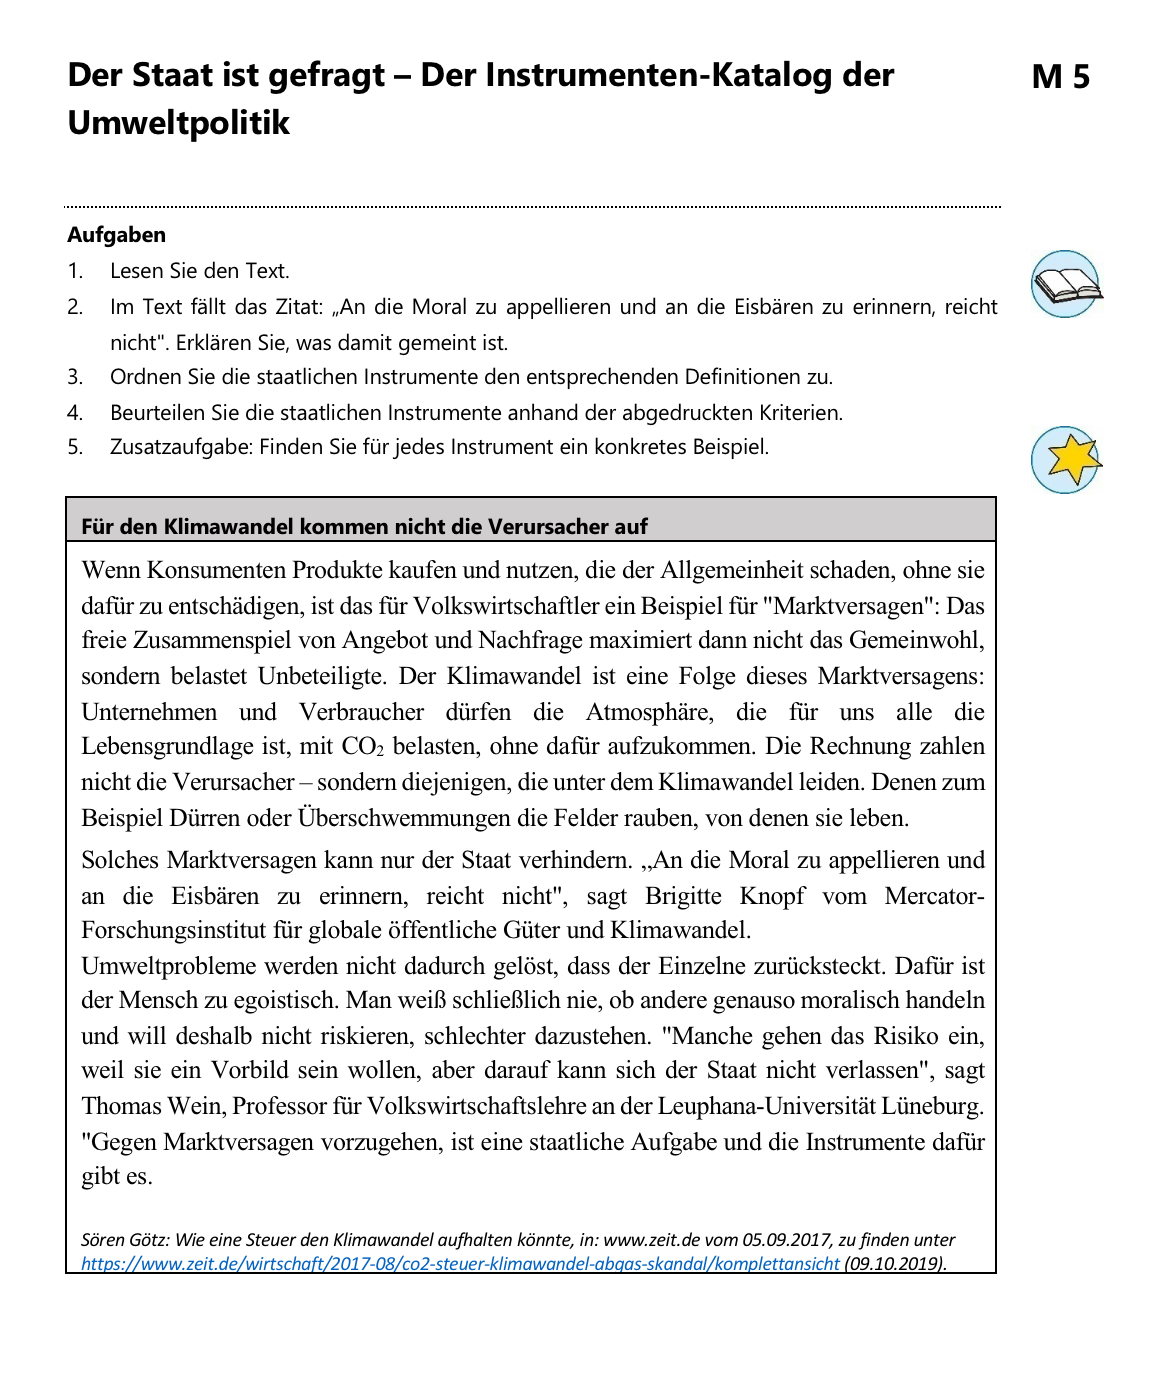 Der Staat ist gefragt – Der Instrumenten-Katalog der
Umweltpolitik
M 5
Aufgaben
1. Lesen Sie den Text.
2. Im Text fällt das Zitat: „An die Moral zu appellieren und an die Eisbären zu erinnern, reicht
nicht". Erklären Sie, was damit gemeint ist.
3. Ordnen Sie die staatlichen Instrumente den entsprechenden Definitionen zu.
4. Beurteilen Sie die staatlichen Instrumente anhand der abgedruckten Kriterien.
5. Zusatzaufgabe: Finden Sie für jedes Instrument ein konkretes Beispiel.
Für den Klimawandel kommen nicht die Verursacher auf
Wenn Konsumenten Produkte kaufen und nutzen, die der Allgemeinheit schaden, ohne sie
dafür zu entschädigen, ist das für Volkswirtschaftler ein Beispiel für "Marktversagen": Das
freie Zusammenspiel von Angebot und Nachfrage maximiert dann nicht das Gemeinwohl,
sondern belastet Unbeteiligte. Der Klimawandel ist eine Folge dieses Marktversagens:
Unternehmen und Verbraucher dürfen die Atmosphäre, die für uns alle die
Lebensgrundlage ist, mit CO₂ belasten, ohne dafür aufzukommen. Die Rechnung zahlen
nicht die Verursacher – sondern diejenigen, die unter dem Klimawandel leiden. Denen zum
Beispiel Dürren oder Überschwemmungen die Felder rauben, von denen sie leben.
Solches Marktversagen kann nur der Staat verhindern. „An die Moral zu appellieren und
an die Eisbären zu erinnern, reicht nicht", sagt Brigitte Knopf vom Mercator-
Forschungsinstitut für globale öffentliche Güter und Klimawandel.
Umweltprobleme werden nicht dadurch gelöst, dass der Einzelne zurücksteckt. Dafür ist
der Mensch zu egoistisch. Man weiß schließlich nie, ob andere genauso moralisch handeln
und will deshalb nicht riskieren, schlechter dazustehen. "Manche gehen das Risiko ein,
weil sie ein Vorbild sein wollen, aber darauf kann sich der Staat nicht verlassen", sagt
Thomas Wein, Professor für Volkswirtschaftslehre an der Leuphana-Universität Lüneburg.
"Gegen Marktversagen vorzugehen, ist eine staatliche Aufgabe und die Instrumente dafür
gibt es.
Sören Götz: Wie eine Steuer den Klimawandel aufhalten könnte, in: www.zeit.de vom 05.09.2017, zu finden unter
https://www.zeit.de/wirtschaft/2017-08/co2-steuer-klimawandel-abgas-skandal/komplettansicht (09.10.2019).